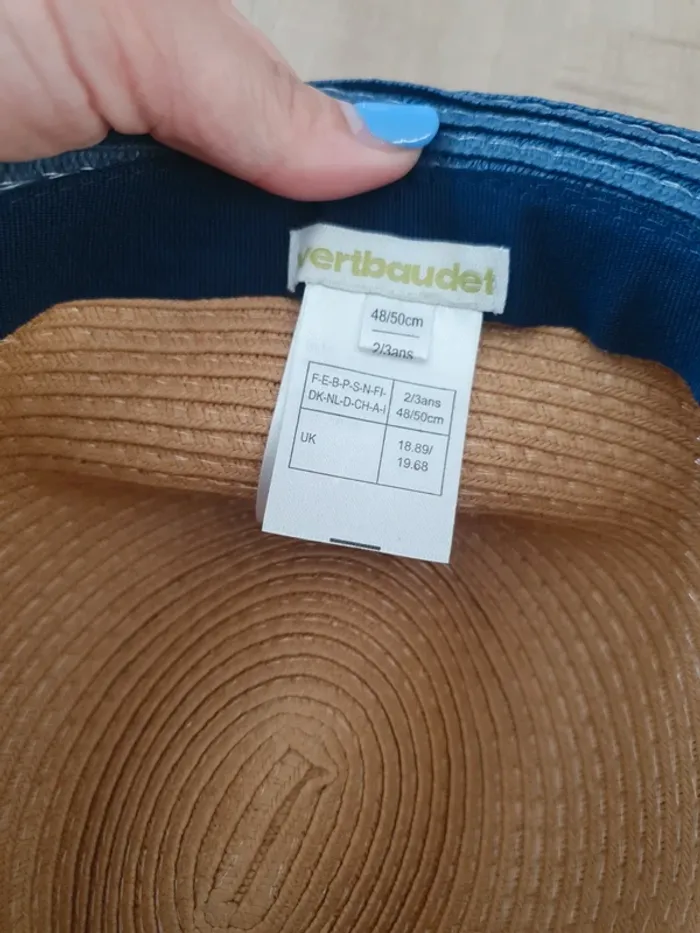 vertbaudet
48/50cm
2/3ans
F-E-B-P-S-N-FI-
DK-NL-D-CH-A-I
2/3ans
48/50cm
UK
18.89/
19.68